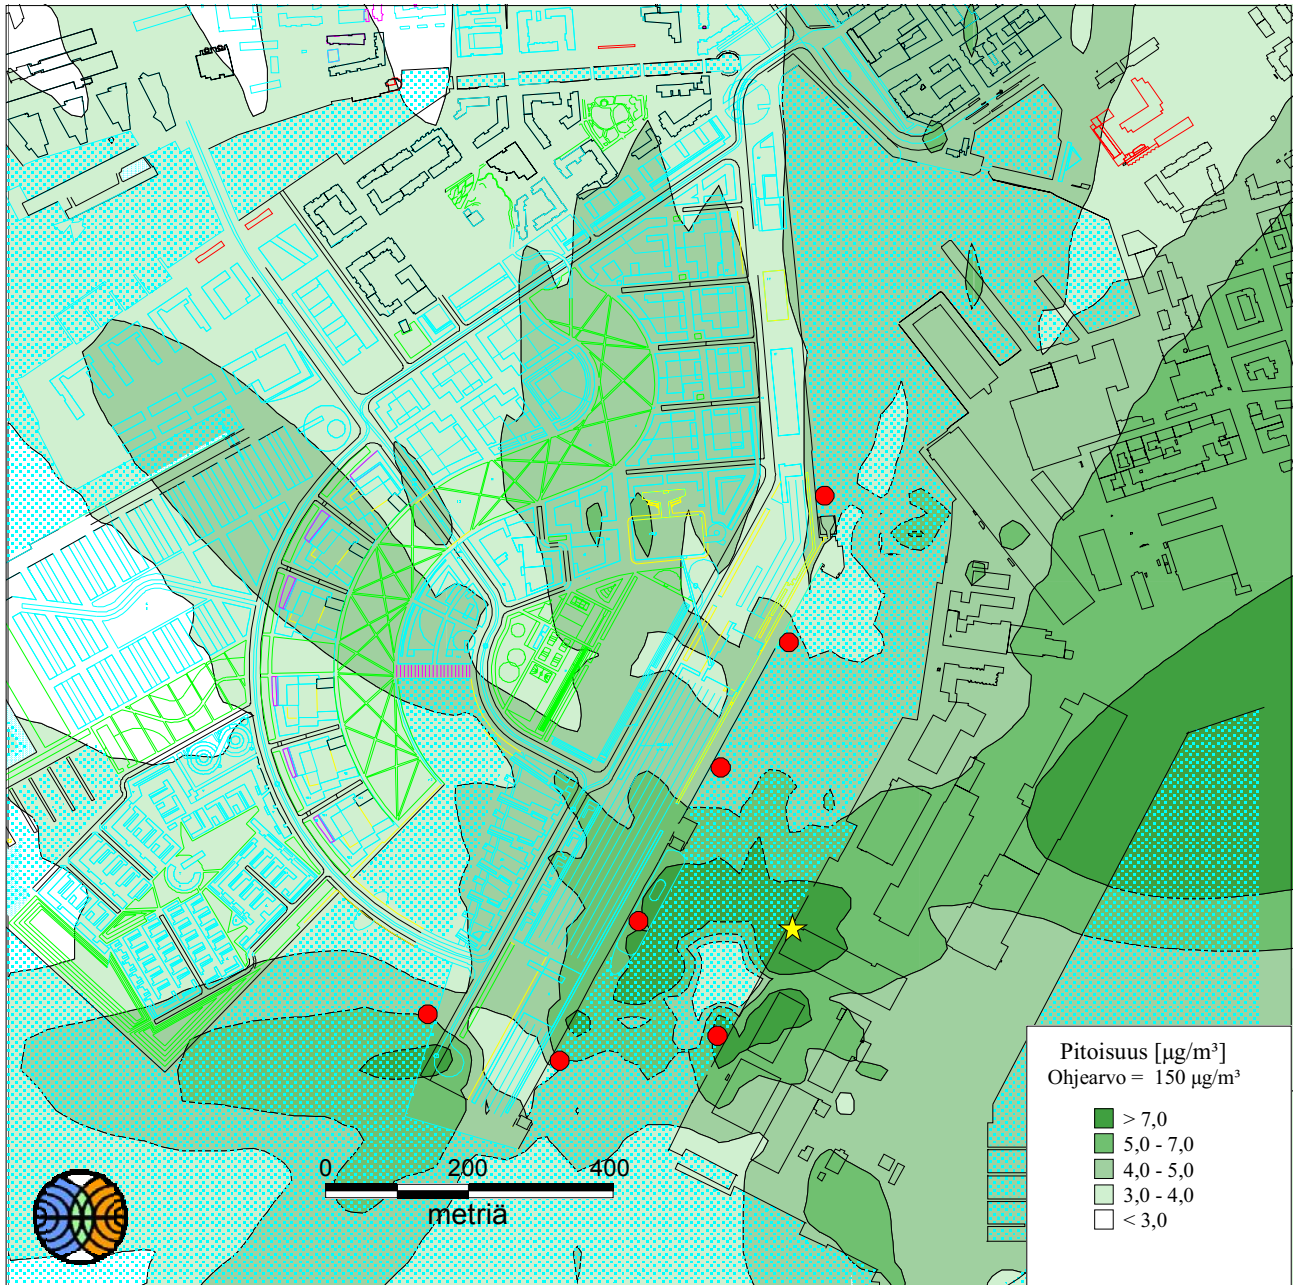 Pitoisuus [µg/m³]
Ohjearvo = 150 µg/m³
> 7,0
5,0 - 7,0
4,0 - 5,0
3,0 - 4,0
< 3,0
0 200 400
metriä